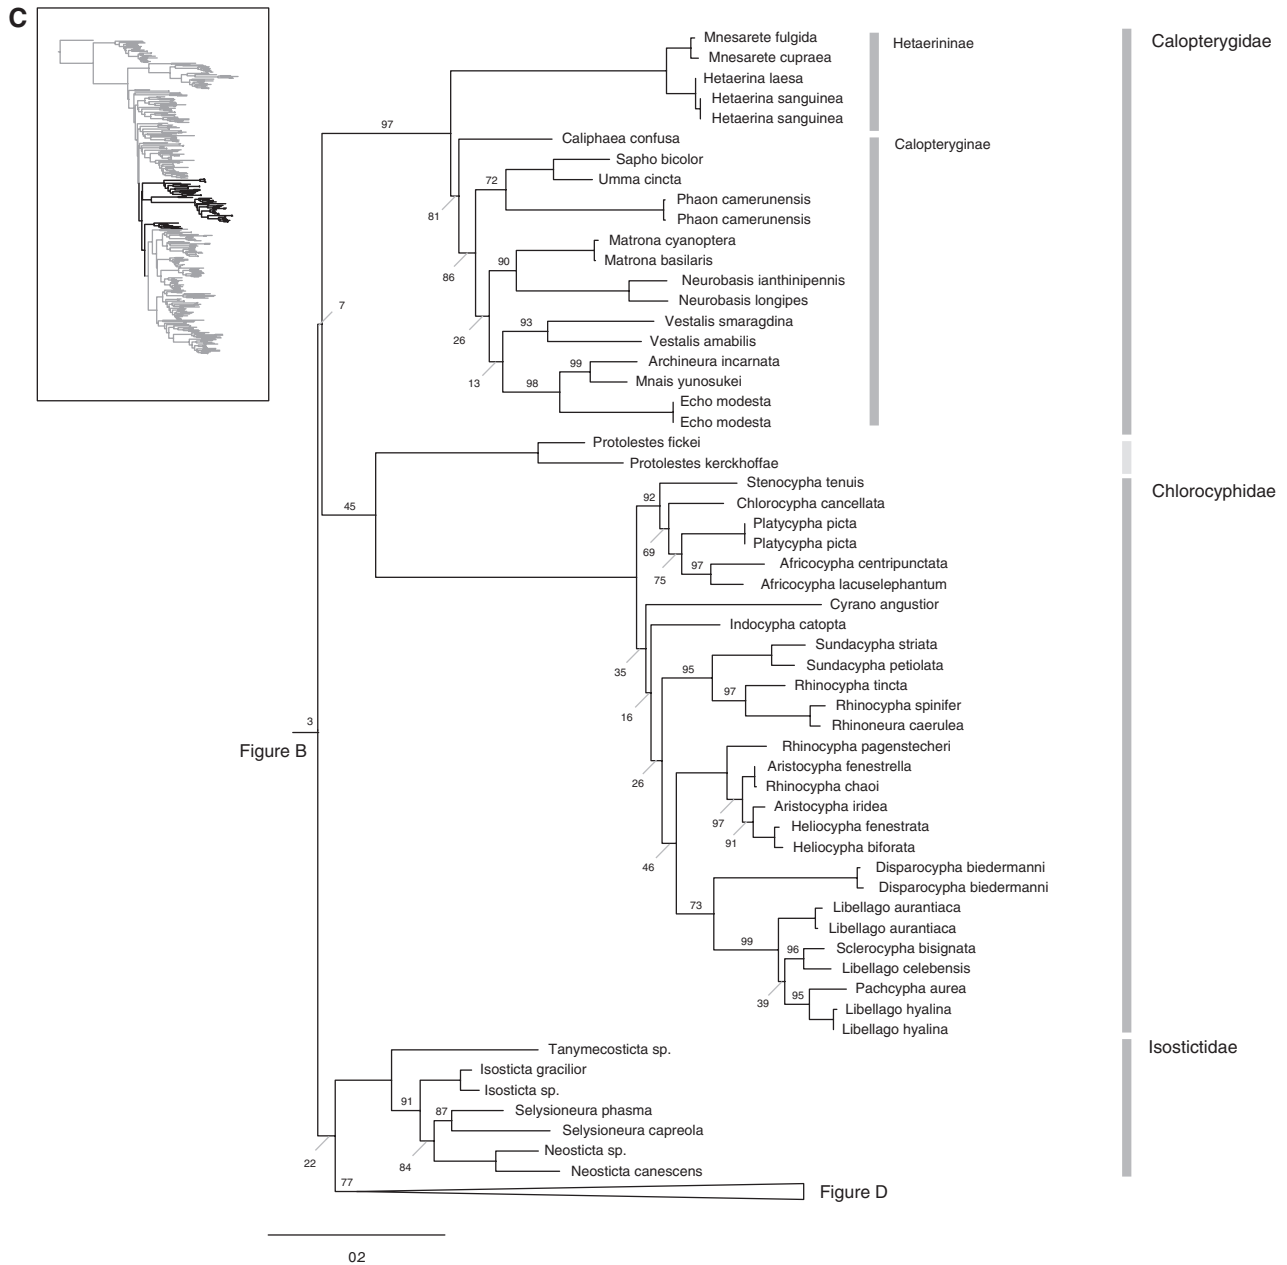 C
Mnesarete fulgida
Hetaerininae
Calopterygidae
Mnesarete cupraea
Hetaerina laesa
Hetaerina sanguinea
Hetaerina sanguinea
97
Caliphaea confusa
Calopteryginae
Sapho bicolor
72
Umma cincta
Phaon camerunensis
81
Phaon camerunensis
Matrona cyanoptera
90
Matrona basilaris
86
Neurobasis ianthinipennis
Neurobasis longipes
7
93
Vestalis smaragdina
26
Vestalis amabilis
99
Archineura incarnata
13
98
Mnais yunosukei
Echo modesta
Echo modesta
Protolestes fickei
Protolestes kerckhoffae
Stenocypha tenuis
Chlorocyphidae
92
45
Chlorocypha cancellata
Platycypha picta
69
Platycypha picta
97
Africocypha centripunctata
75
Africocypha lacuselephantum
Cyrano angustior
Indocypha catopta
Sundacypha striata
35
95
Sundacypha petiolata
97
Rhinocypha tincta
Rhinocypha spinifer
16
3
Rhinoneura caerulea
Figure B
Rhinocypha pagenstecheri
Aristocypha fenestrella
26
Rhinocypha chaoi
Aristocypha iridea
97
Heliocypha fenestrata
91
Heliocypha biforata
46
Disparocypha biedermanni
Disparocypha biedermanni
73
Libellago aurantiaca
Libellago aurantiaca
99
96
Sclerocypha bisignata
Libellago celebensis
39
95
Pachcypha aurea
Libellago hyalina
Libellago hyalina
Tanymecosticta sp.
Isostictidae
Isosticta gracilior
Isosticta sp.
91
87
Selysioneura phasma
Selysioneura capreola
Neosticta sp.
22
84
Neosticta canescens
77
Figure D
02